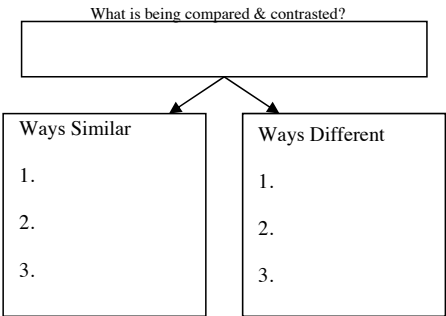 What is being compared & contrasted?
Ways Similar
1.
2.
3.
Ways Different
1.
2.
3.